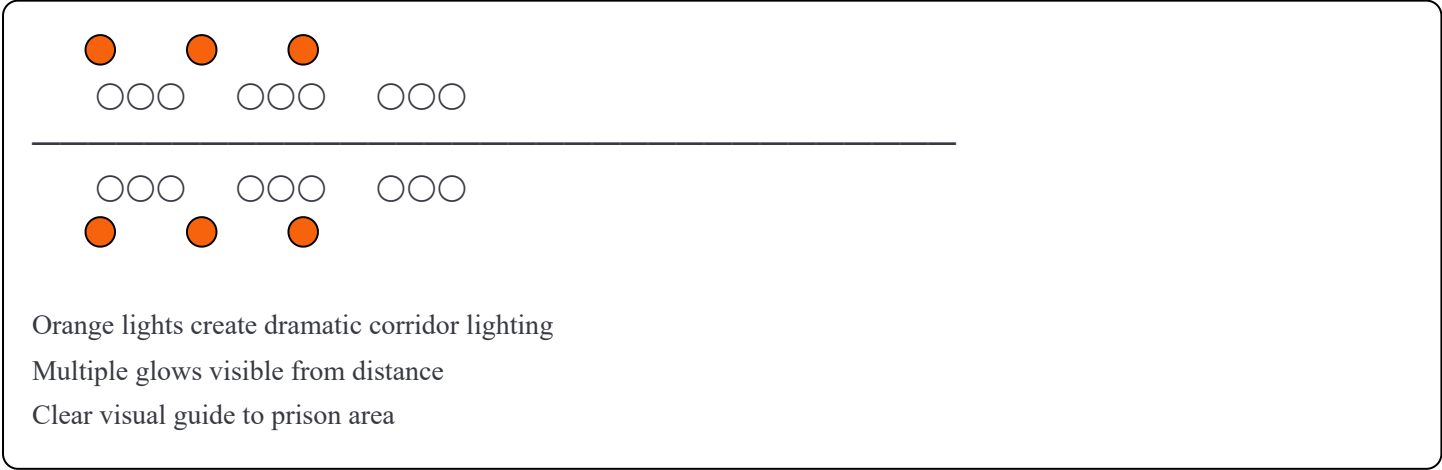 Orange lights create dramatic corridor lighting
Multiple glows visible from distance
Clear visual guide to prison area